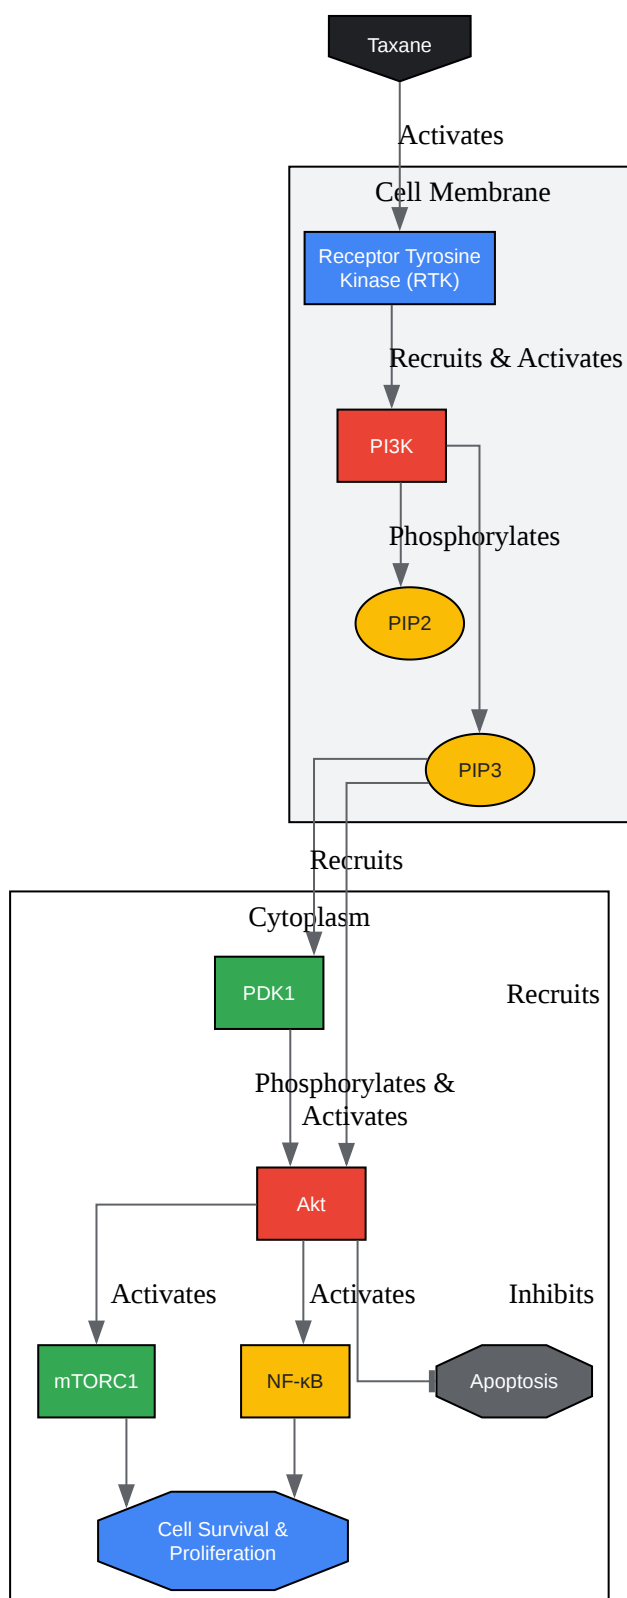 Taxane
Activates
Cell Membrane
Receptor Tyrosine
Kinase (RTK)
Recruits & Activates
PI3K
Phosphorylates
PIP2
PIP3
Recruits
Cytoplasm
PDK1
Recruits
Phosphorylates &
Activates
Akt
Activates
Activates
Inhibits
mTORC1
NF-κB
Apoptosis
Cell Survival &
Proliferation